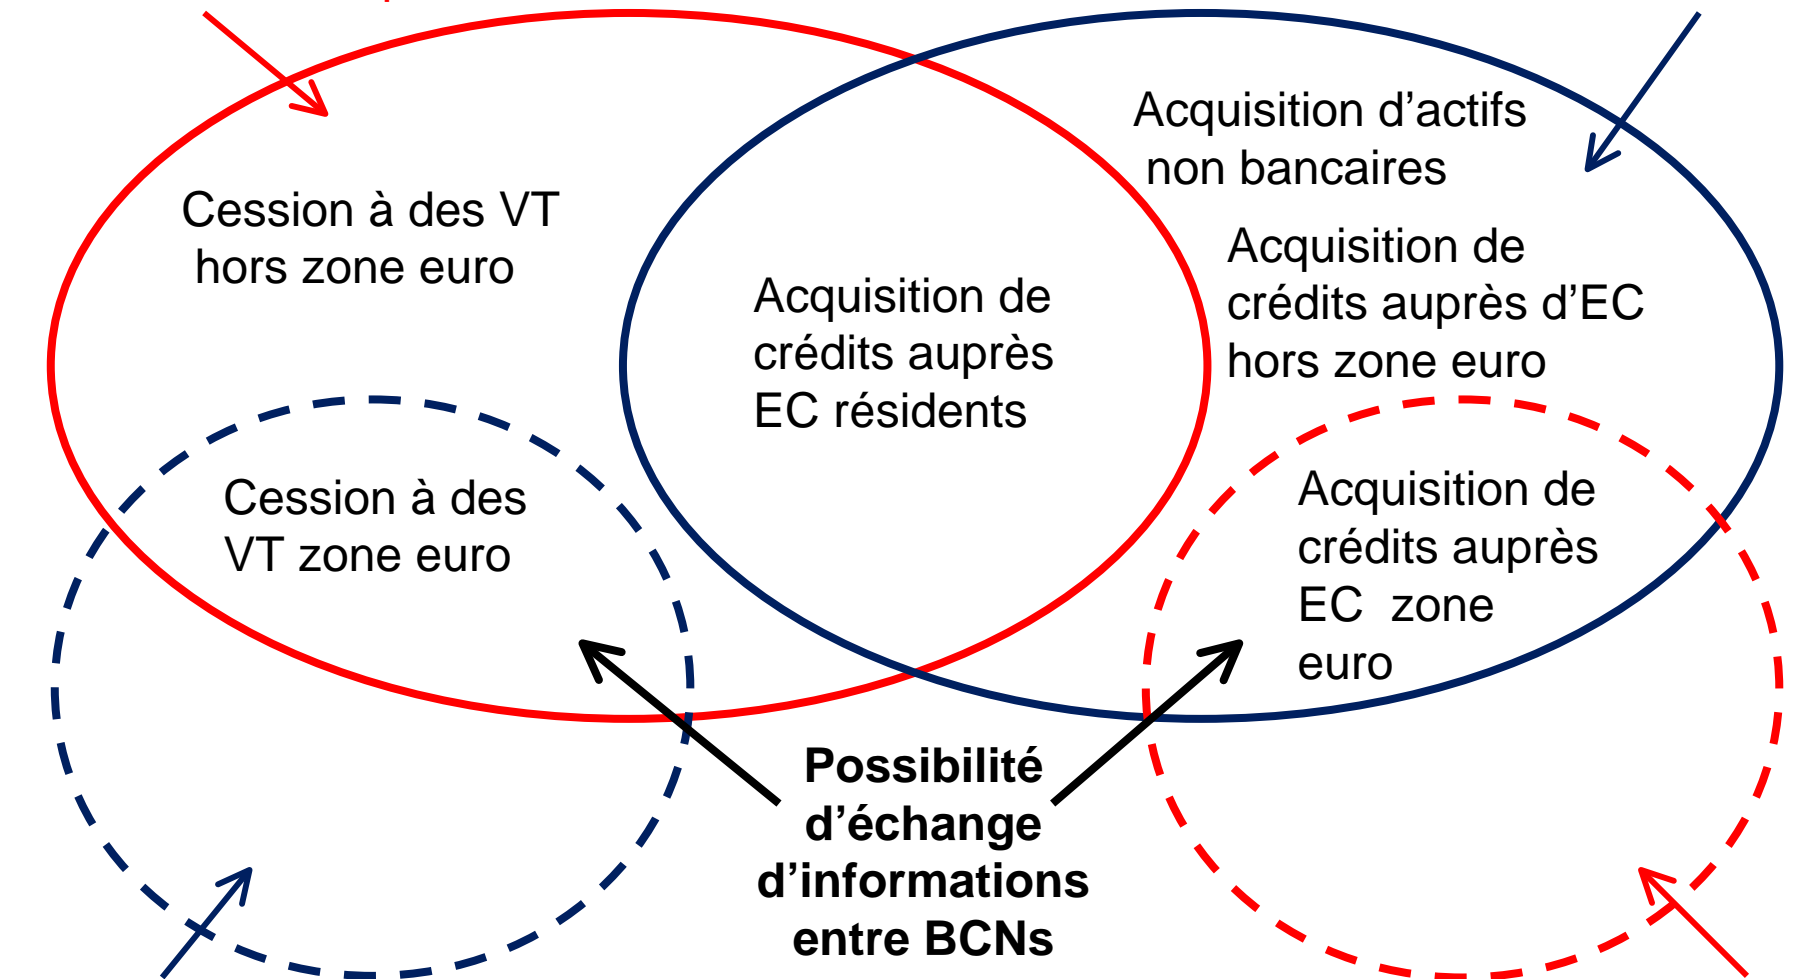 Cession à des VT
hors zone euro
Acquisition d’actifs
non bancaires
Acquisition de
crédits auprès d’EC
hors zone euro
Acquisition de
crédits auprès
EC résidents
Cession à des
VT zone euro
Acquisition de
crédits auprès
EC zone
euro
Possibilité
d’échange
d’informations
entre BCNs